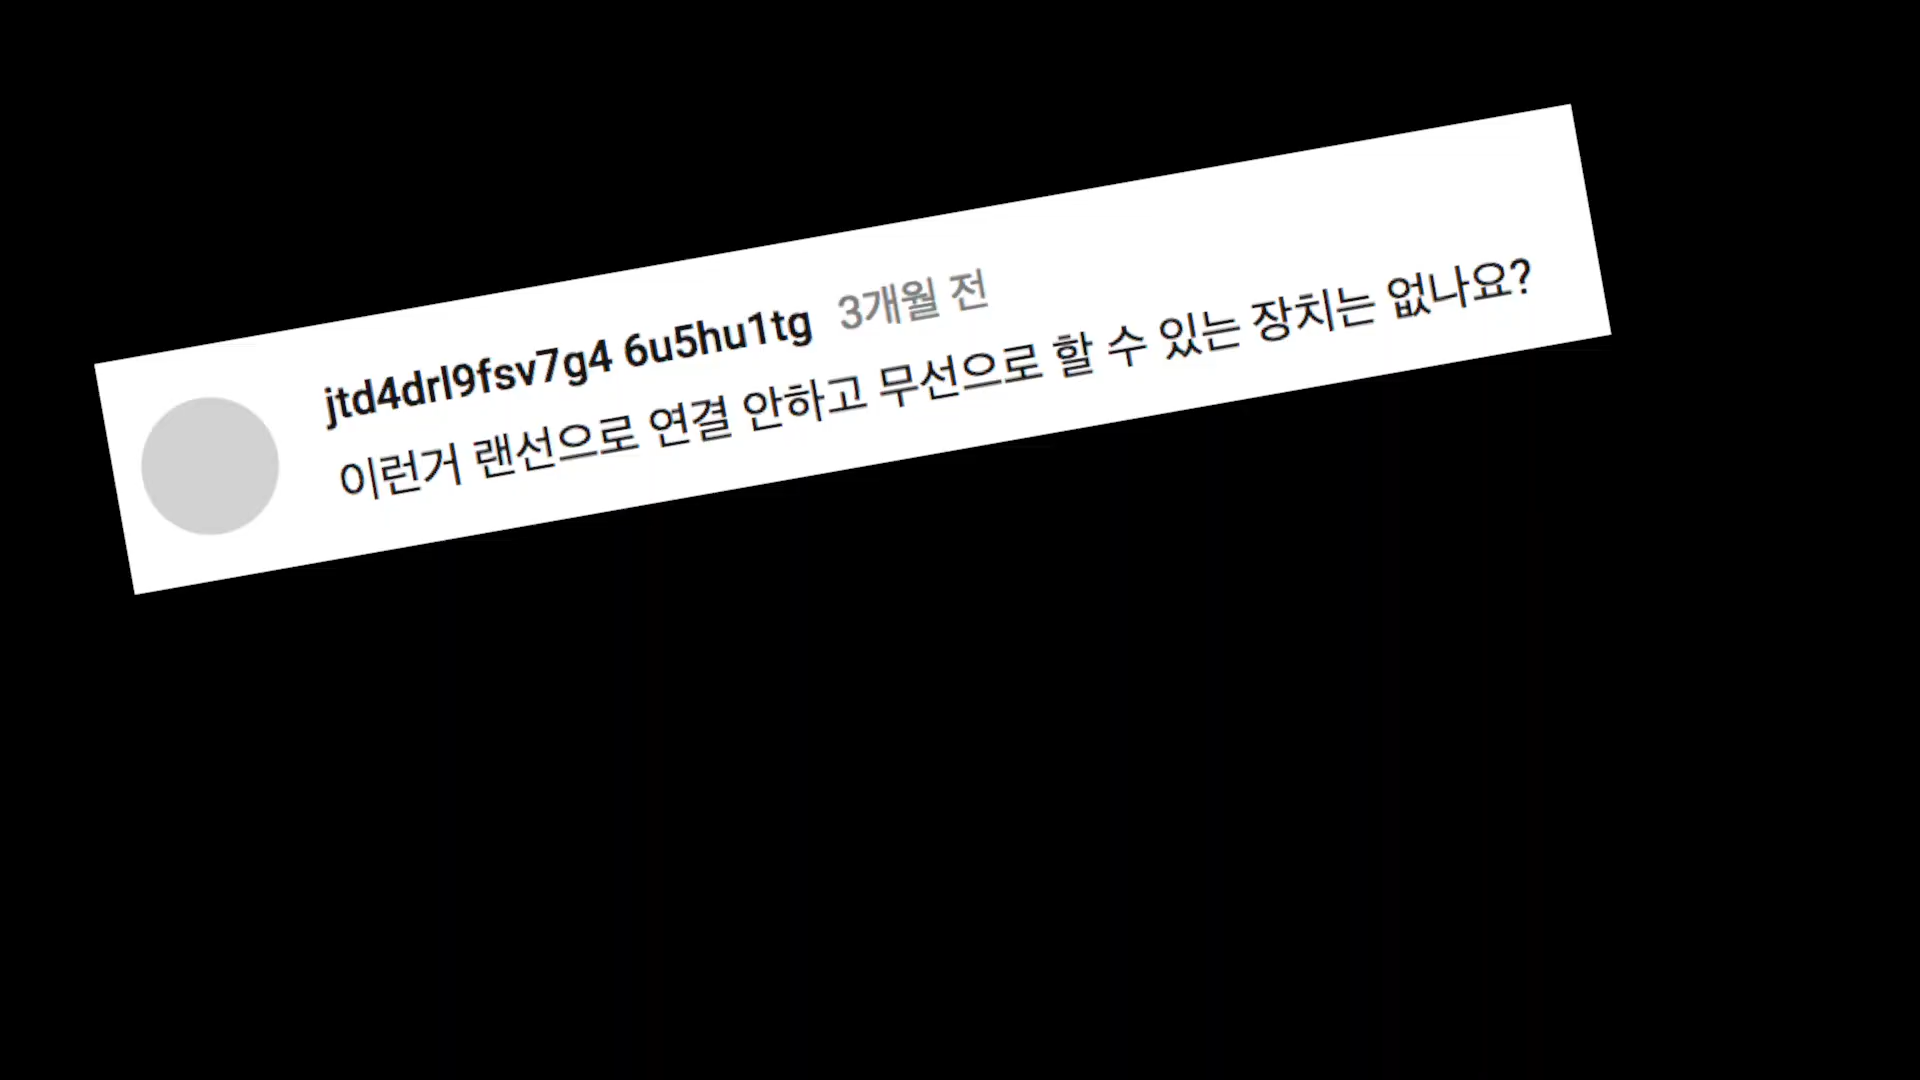 jtd4drl9fsv7g4 6u5hu1tg 3개월 전
이런거 랜선으로 연결 안하고 무선으로 할 수 있는 장치는 없나요?